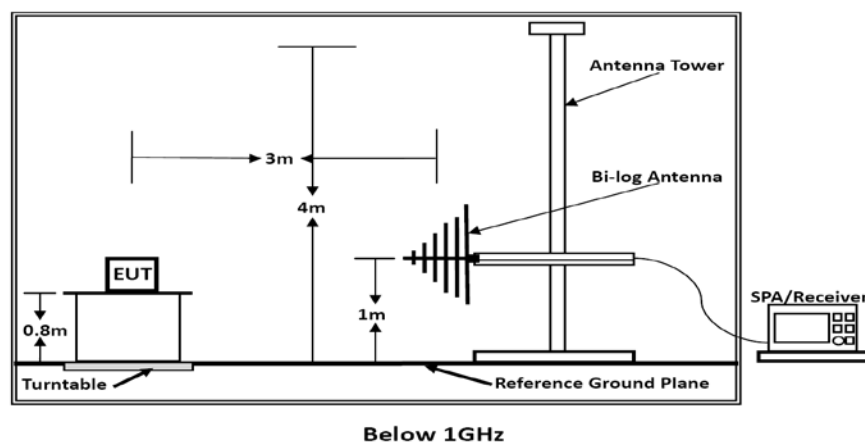 Antenna Tower
3m
Bi-log Antenna
4m
EUT
SPA/Receiver
0.8m
1m
Turntable
Reference Ground Plane
Below 1GHz